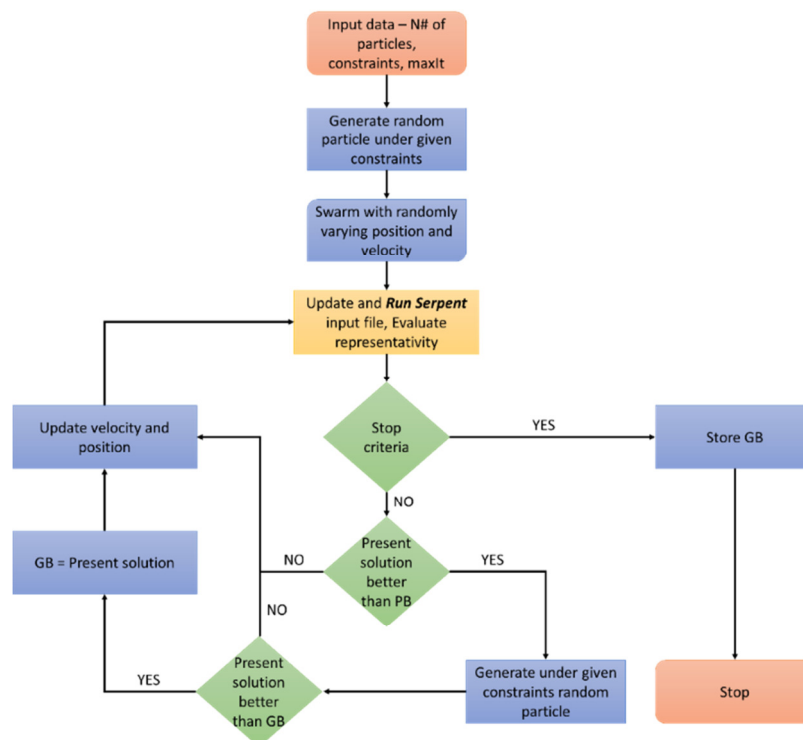 Input data – N# of
particles,
constraints, maxIt
Generate random
particle under given
constraints
Swarm with randomly
varying position and
velocity
Update and Run Serpent
input file, Evaluate
representativity
Stop
criteria
YES
Store GB
NO
Update velocity and
position
Present
solution
better
than PB
NO
YES
GB = Present solution
NO
Present
solution
better
than GB
YES
Generate under given
constraints random
particle
Stop